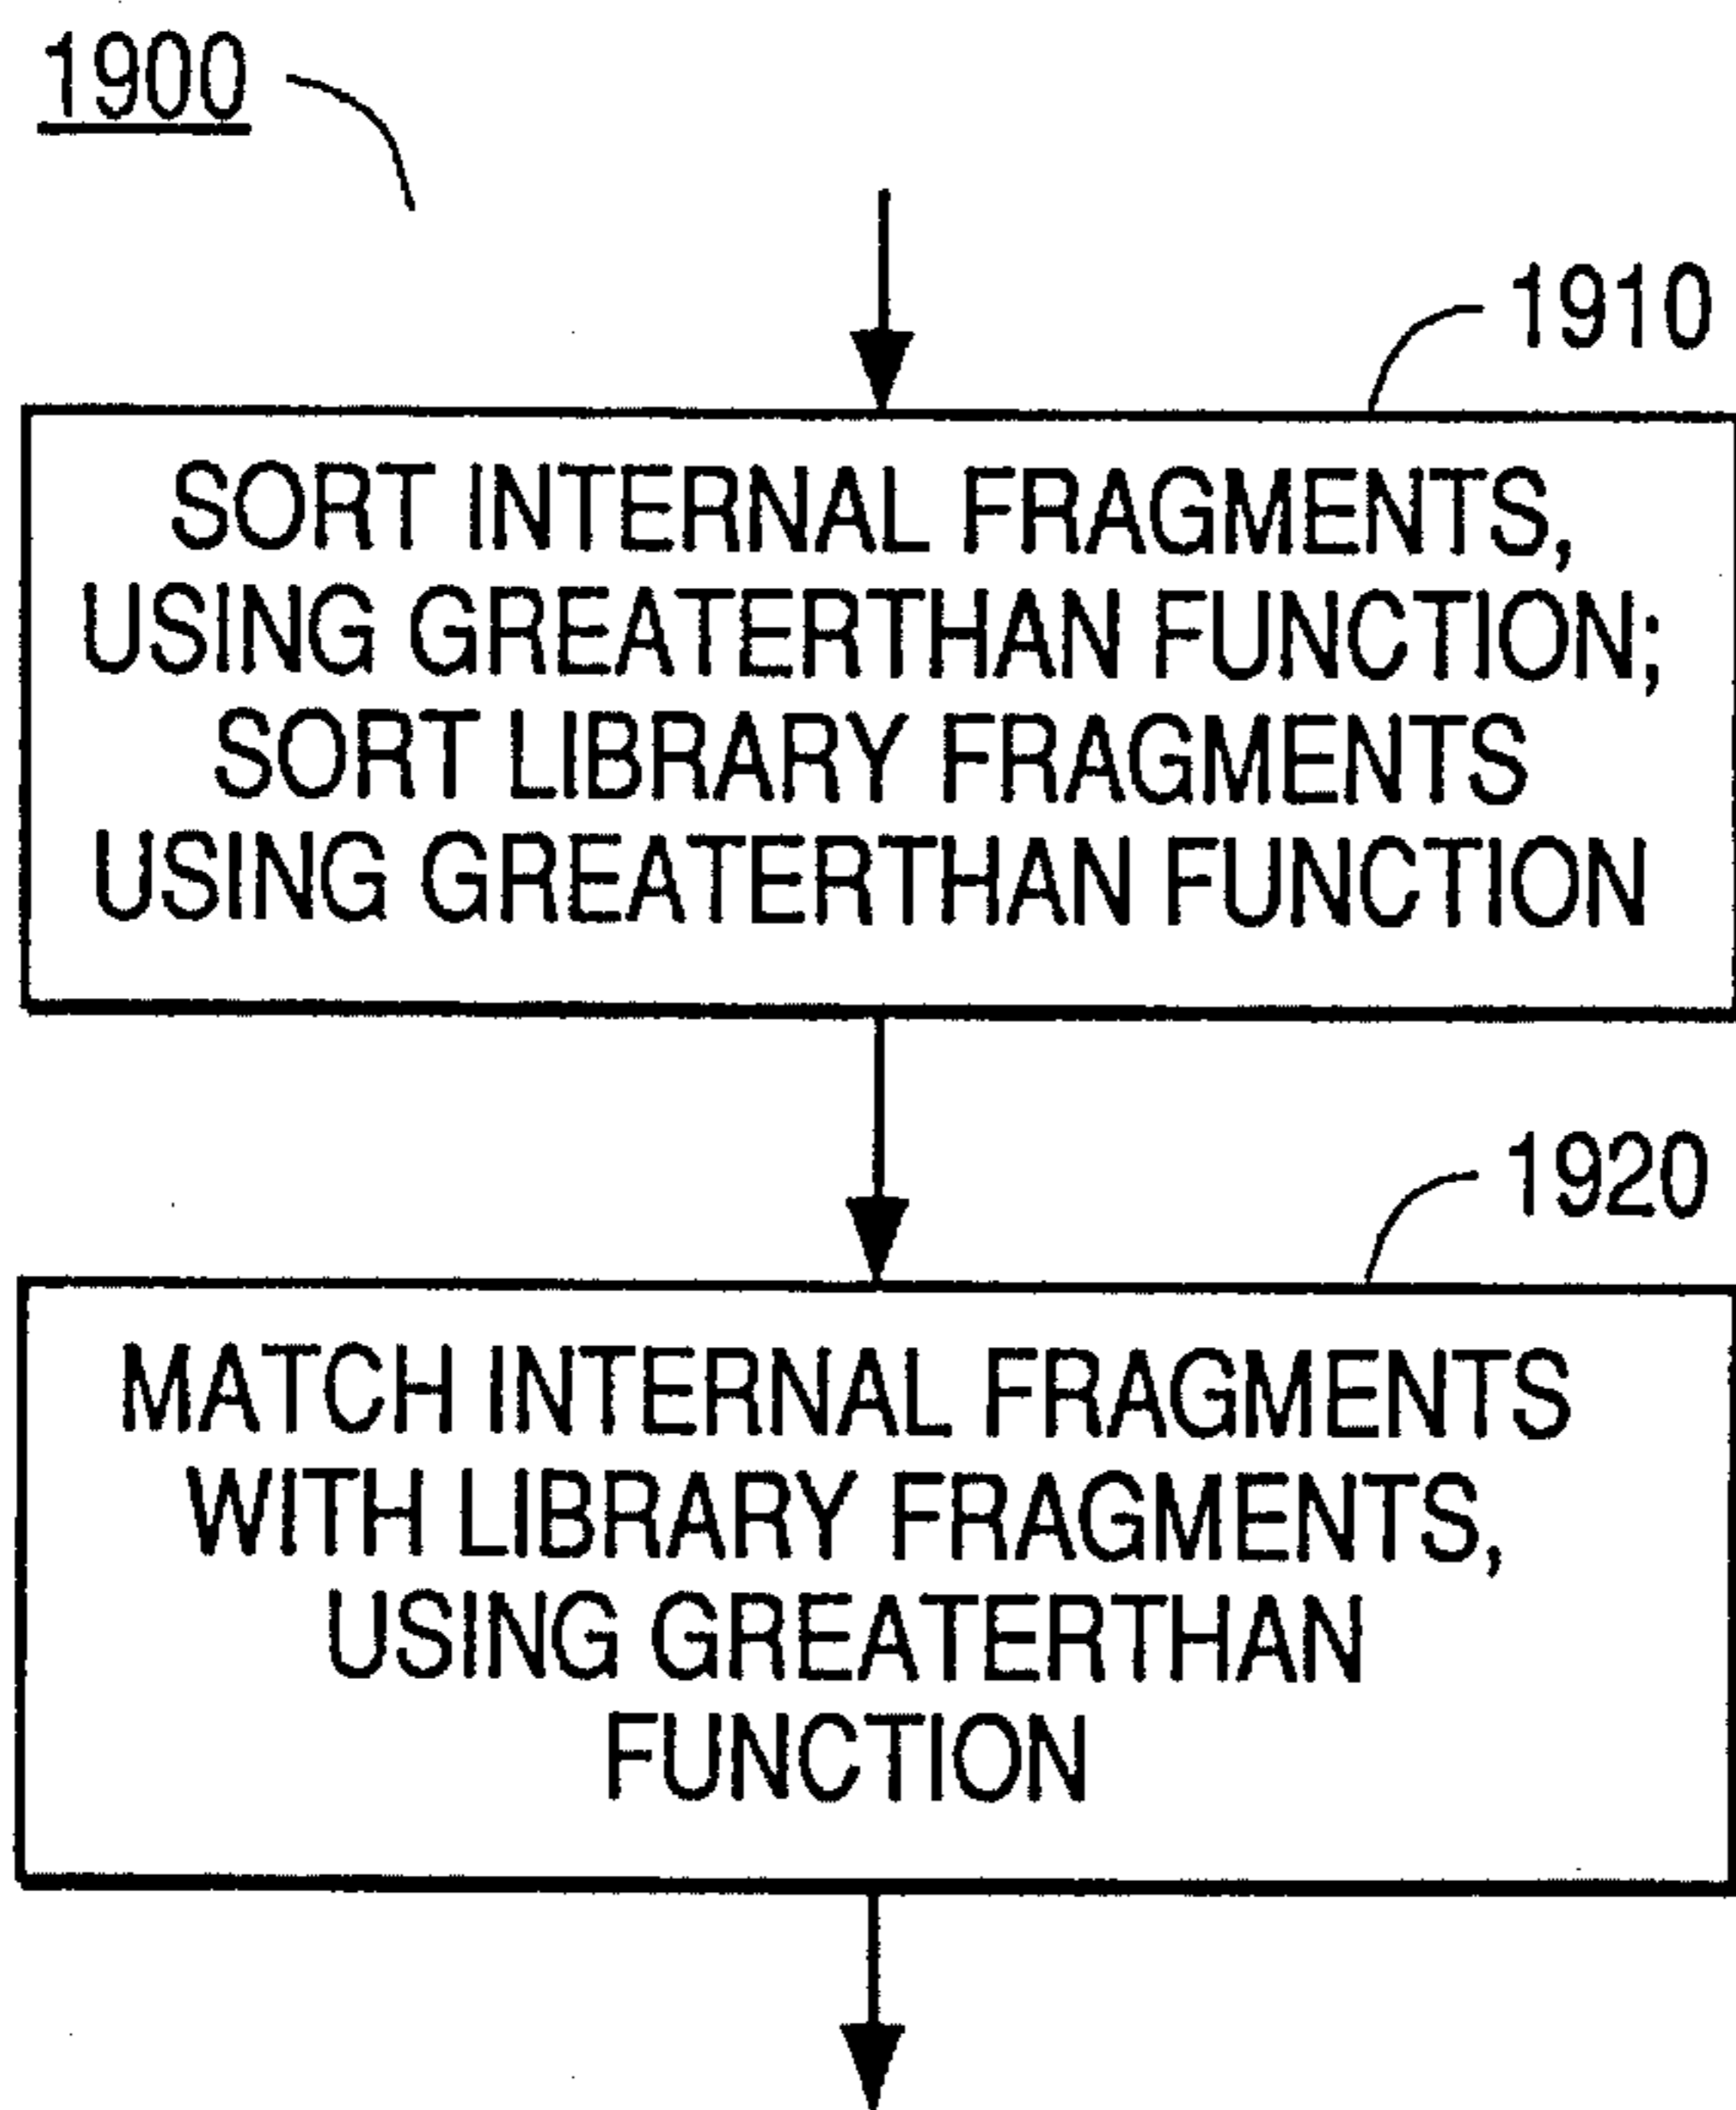 1900
1910
SORT INTERNAL FRAGMENTS,
USING GREATERTHAN FUNCTION;
SORT LIBRARY FRAGMENTS
USING GREATERTHAN FUNCTION
1920
MATCH INTERNAL FRAGMENTS
WITH LIBRARY FRAGMENTS,
USING GREATERTHAN
FUNCTION